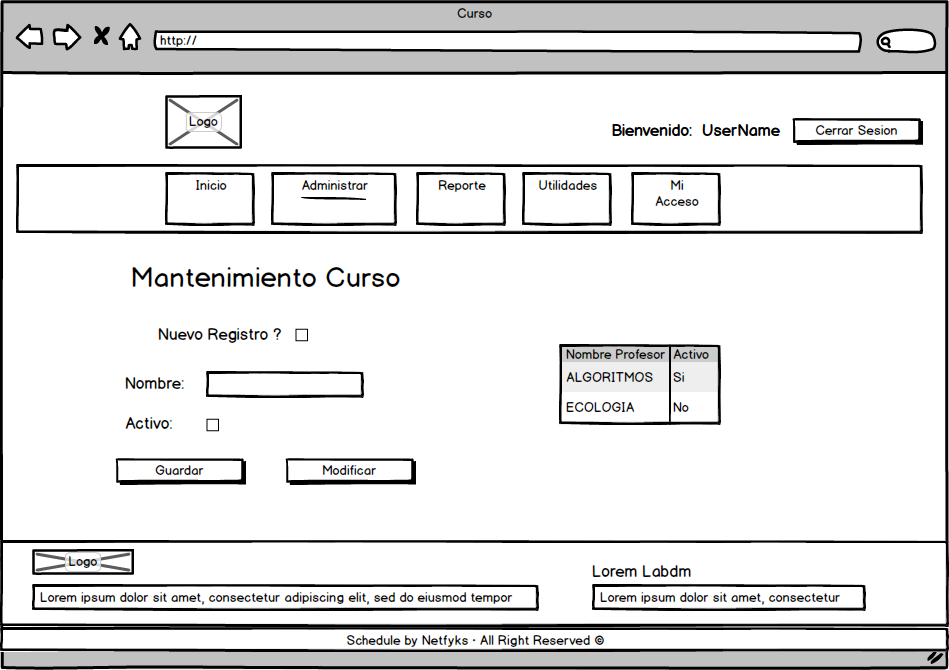 Curso
http://
Logo
Bienvenido: UserName
Cerrar Sesion
Inicio
Administrar
Reporte
Utilidades
Mi
Acceso
Mantenimiento Curso
Nuevo Registro ?
Nombre:
Activo:
Guardar
Modificar
Nombre Profesor Activo
ALGORITMOS Si
ECOLOGIA No
Logo
Lorem ipsum dolor sit amet, consectetur adipiscing elit, sed do eiusmod tempor
Lorem Labdm
Lorem ipsum dolor sit amet, consectetur
Schedule by Netfyks · All Right Reserved ©